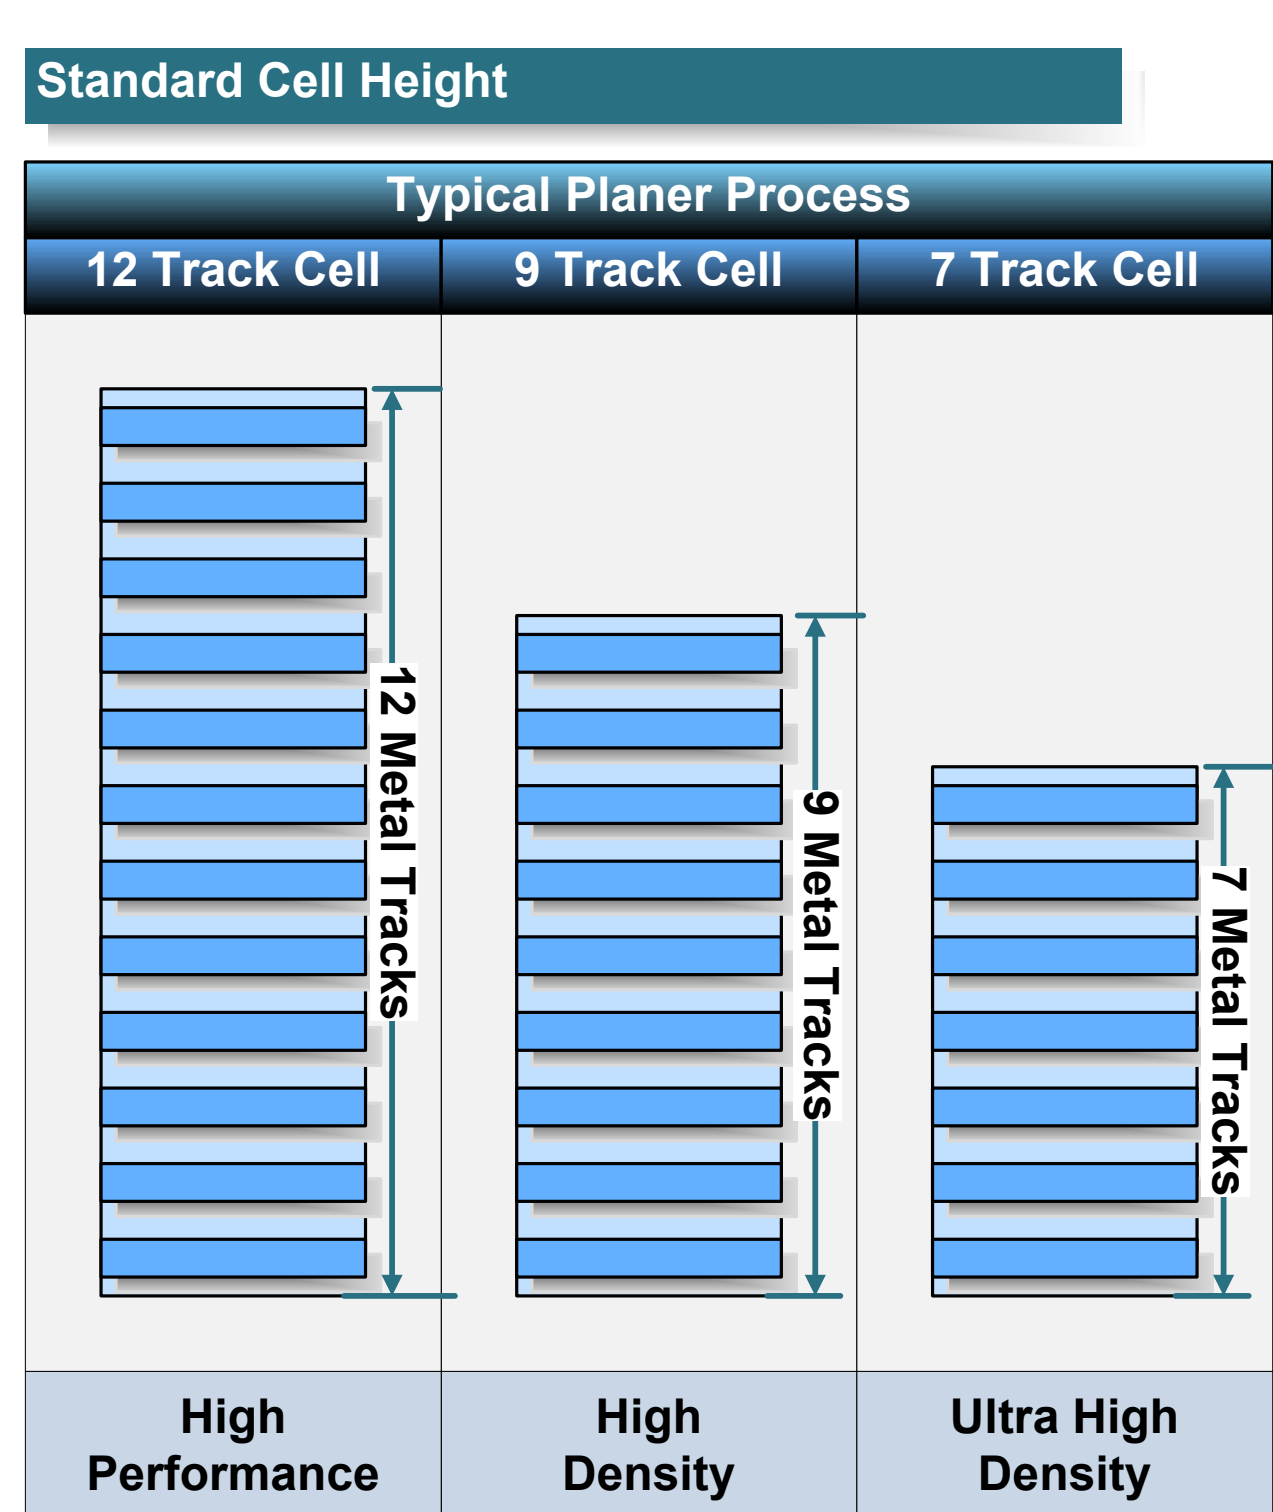 Standard Cell Height
Typical Planer Process
12 Track Cell
9 Track Cell
7 Track Cell
12 Metal Tracks
9 Metal Tracks
7 Metal Tracks
High
Performance
High
Density
Ultra High
Density